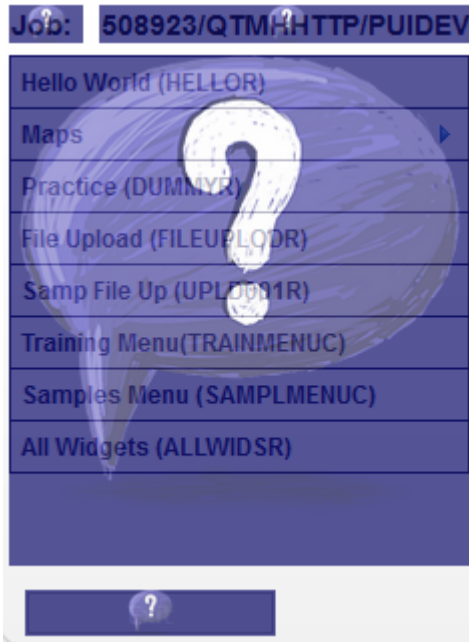 Job: 508923/QTMHHTTP/PUIDEV
Hello World (HELLOR)
Maps
Practice (DUMMYR)
File Upload (FILEUPLODR)
Samp File Up (UPLD001R)
Training Menu(TRAINMENUC)
Samples Menu (SAMPLMENUC)
All Widgets (ALLWIDSR)